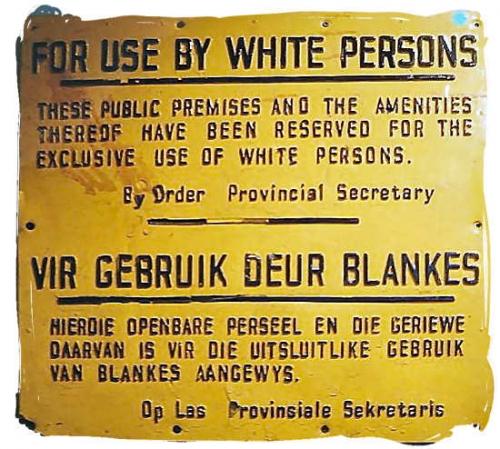 FOR USE BY WHITE PERSONS
THESE PUBLIC PREMISES AND THE AMENITIES
THEREOF HAVE BEEN RESERVED FOR THE
EXCLUSIVE USE OF WHITE PERSONS.
By Order Provincial Secretary
VIR GEBRUIK DEUR BLANKES
HIERDIE OPENBARE PERSEEL EN DIE GERIEWE
DAARVAN IS VIR DIE UITSLUITLIKE GEBRUIK
VAN BLANKES AANGEWYS.
Op Las Provinsiale Sekretaris